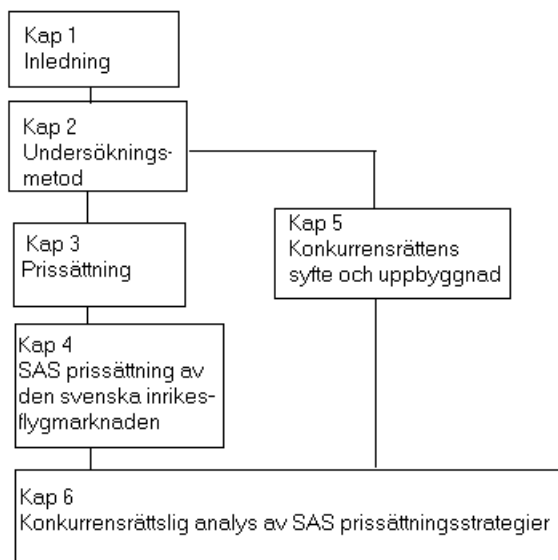 Kap 1
Inledning
Kap 2
Undersöknings-
metod
Kap 3
Prissättning
Kap 4
SAS prissättning av
den svenska inrikes-
flygmarknaden
Kap 5
Konkurrensrättens
syfte och uppbyggnad
Kap 6
Konkurrensrättslig analys av SAS prissättningsstrategier